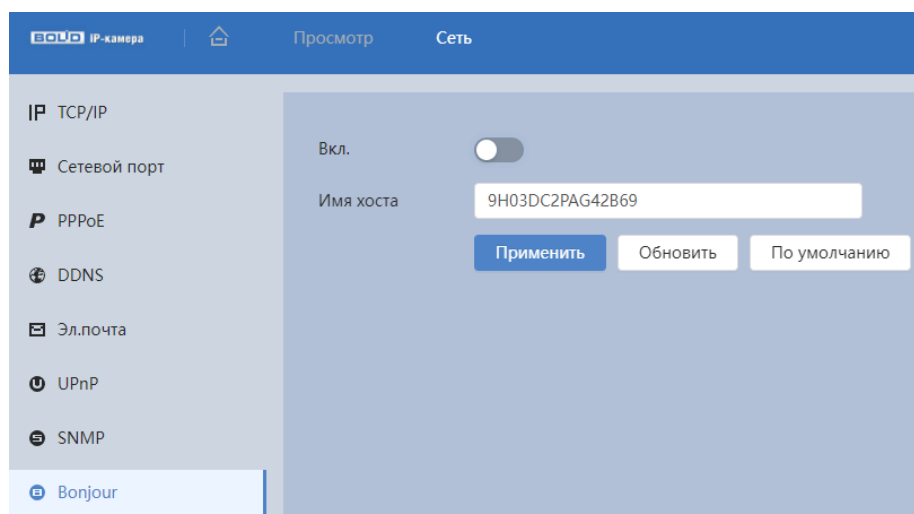 BOLID IP-камера
Просмотр
Сеть
IP TCP/IP
Сетевой порт
P PPPoE
DDNS
Эл.почта
UPnP
SNMP
Bonjour
Вкл.
Имя хоста 9H03DC2PAG42B69
Применить Обновить По умолчанию